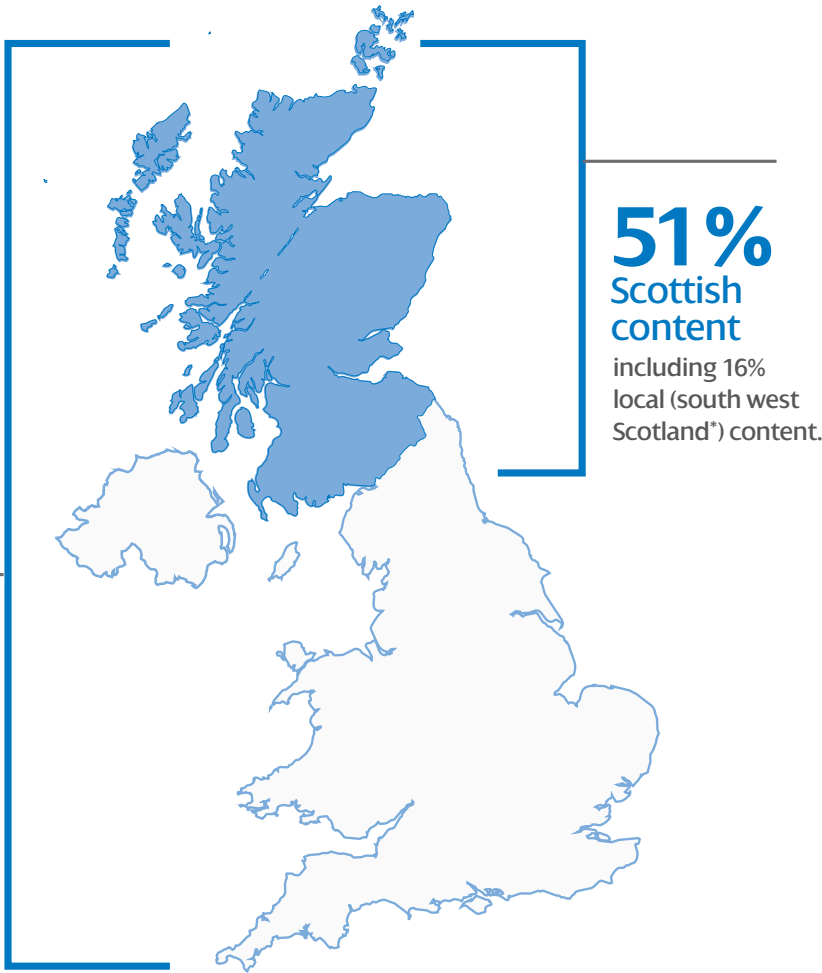 51%
Scottish
content
including 16%
local (south west
Scotland*) content.